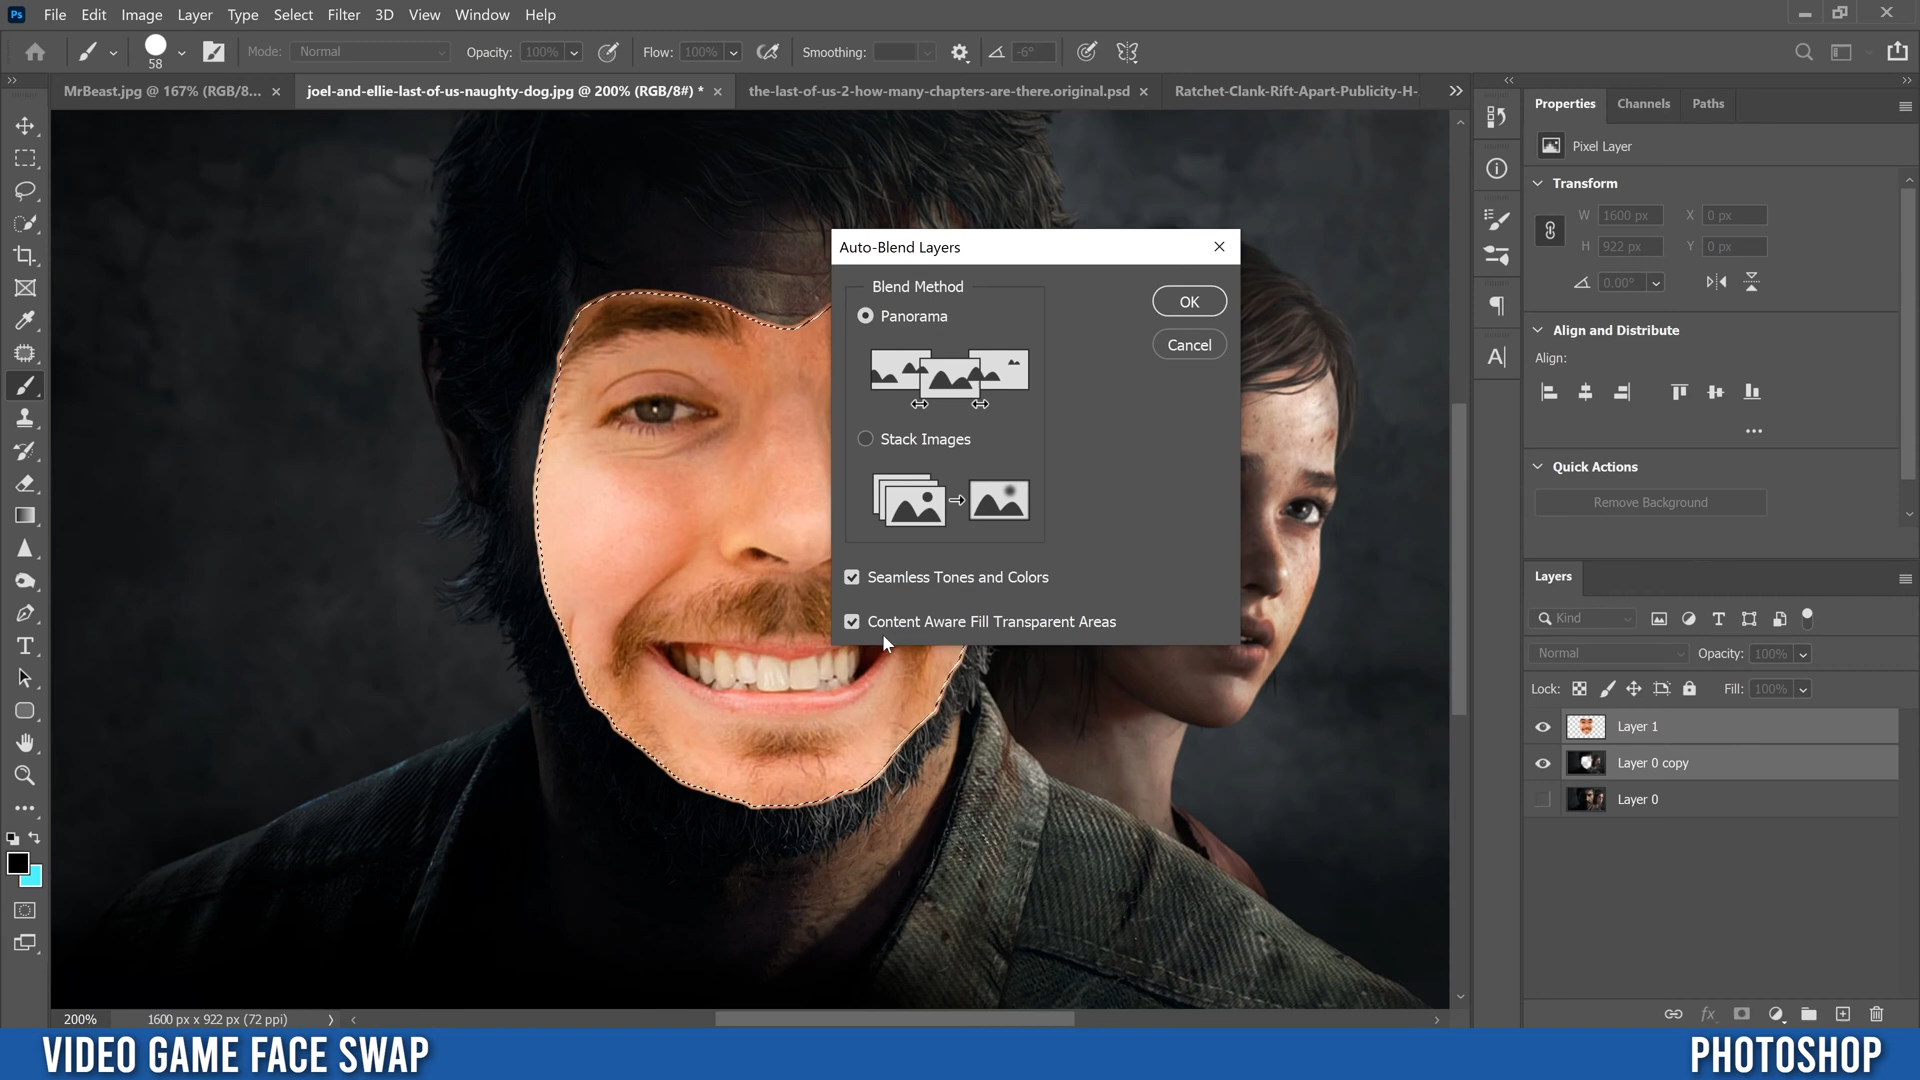 Ps File Edit Image Layer Type Select Filter 3D View Window Help
58 Mode: Normal Opacity: 100% Flow: 100% Smoothing: -6°
MrBeast.jpg @ 167% (RGB/8... joel-and-ellie-last-of-us-naughty-dog.jpg @ 200% (RGB/8#) * the-last-of-us-2-how-many-chapters-are-there.original.psd Ratchet-Clank-Rift-Apart-Publicity-H-
Properties Channels Paths
Pixel Layer
Transform
W 1600 px X 0 px
H 922 px Y 0 px
0.00°
Align and Distribute
Align:
Quick Actions
Remove Background
Auto-Blend Layers
Blend Method
Panorama
Stack Images
Seamless Tones and Colors
Content Aware Fill Transparent Areas
OK
Cancel
Layers
Kind
Normal Opacity: 100%
Lock: Fill: 100%
Layer 1
Layer 0 copy
Layer 0
200% 1600 px x 922 px (72 ppi)
VIDEO GAME FACE SWAP
PHOTOSHOP